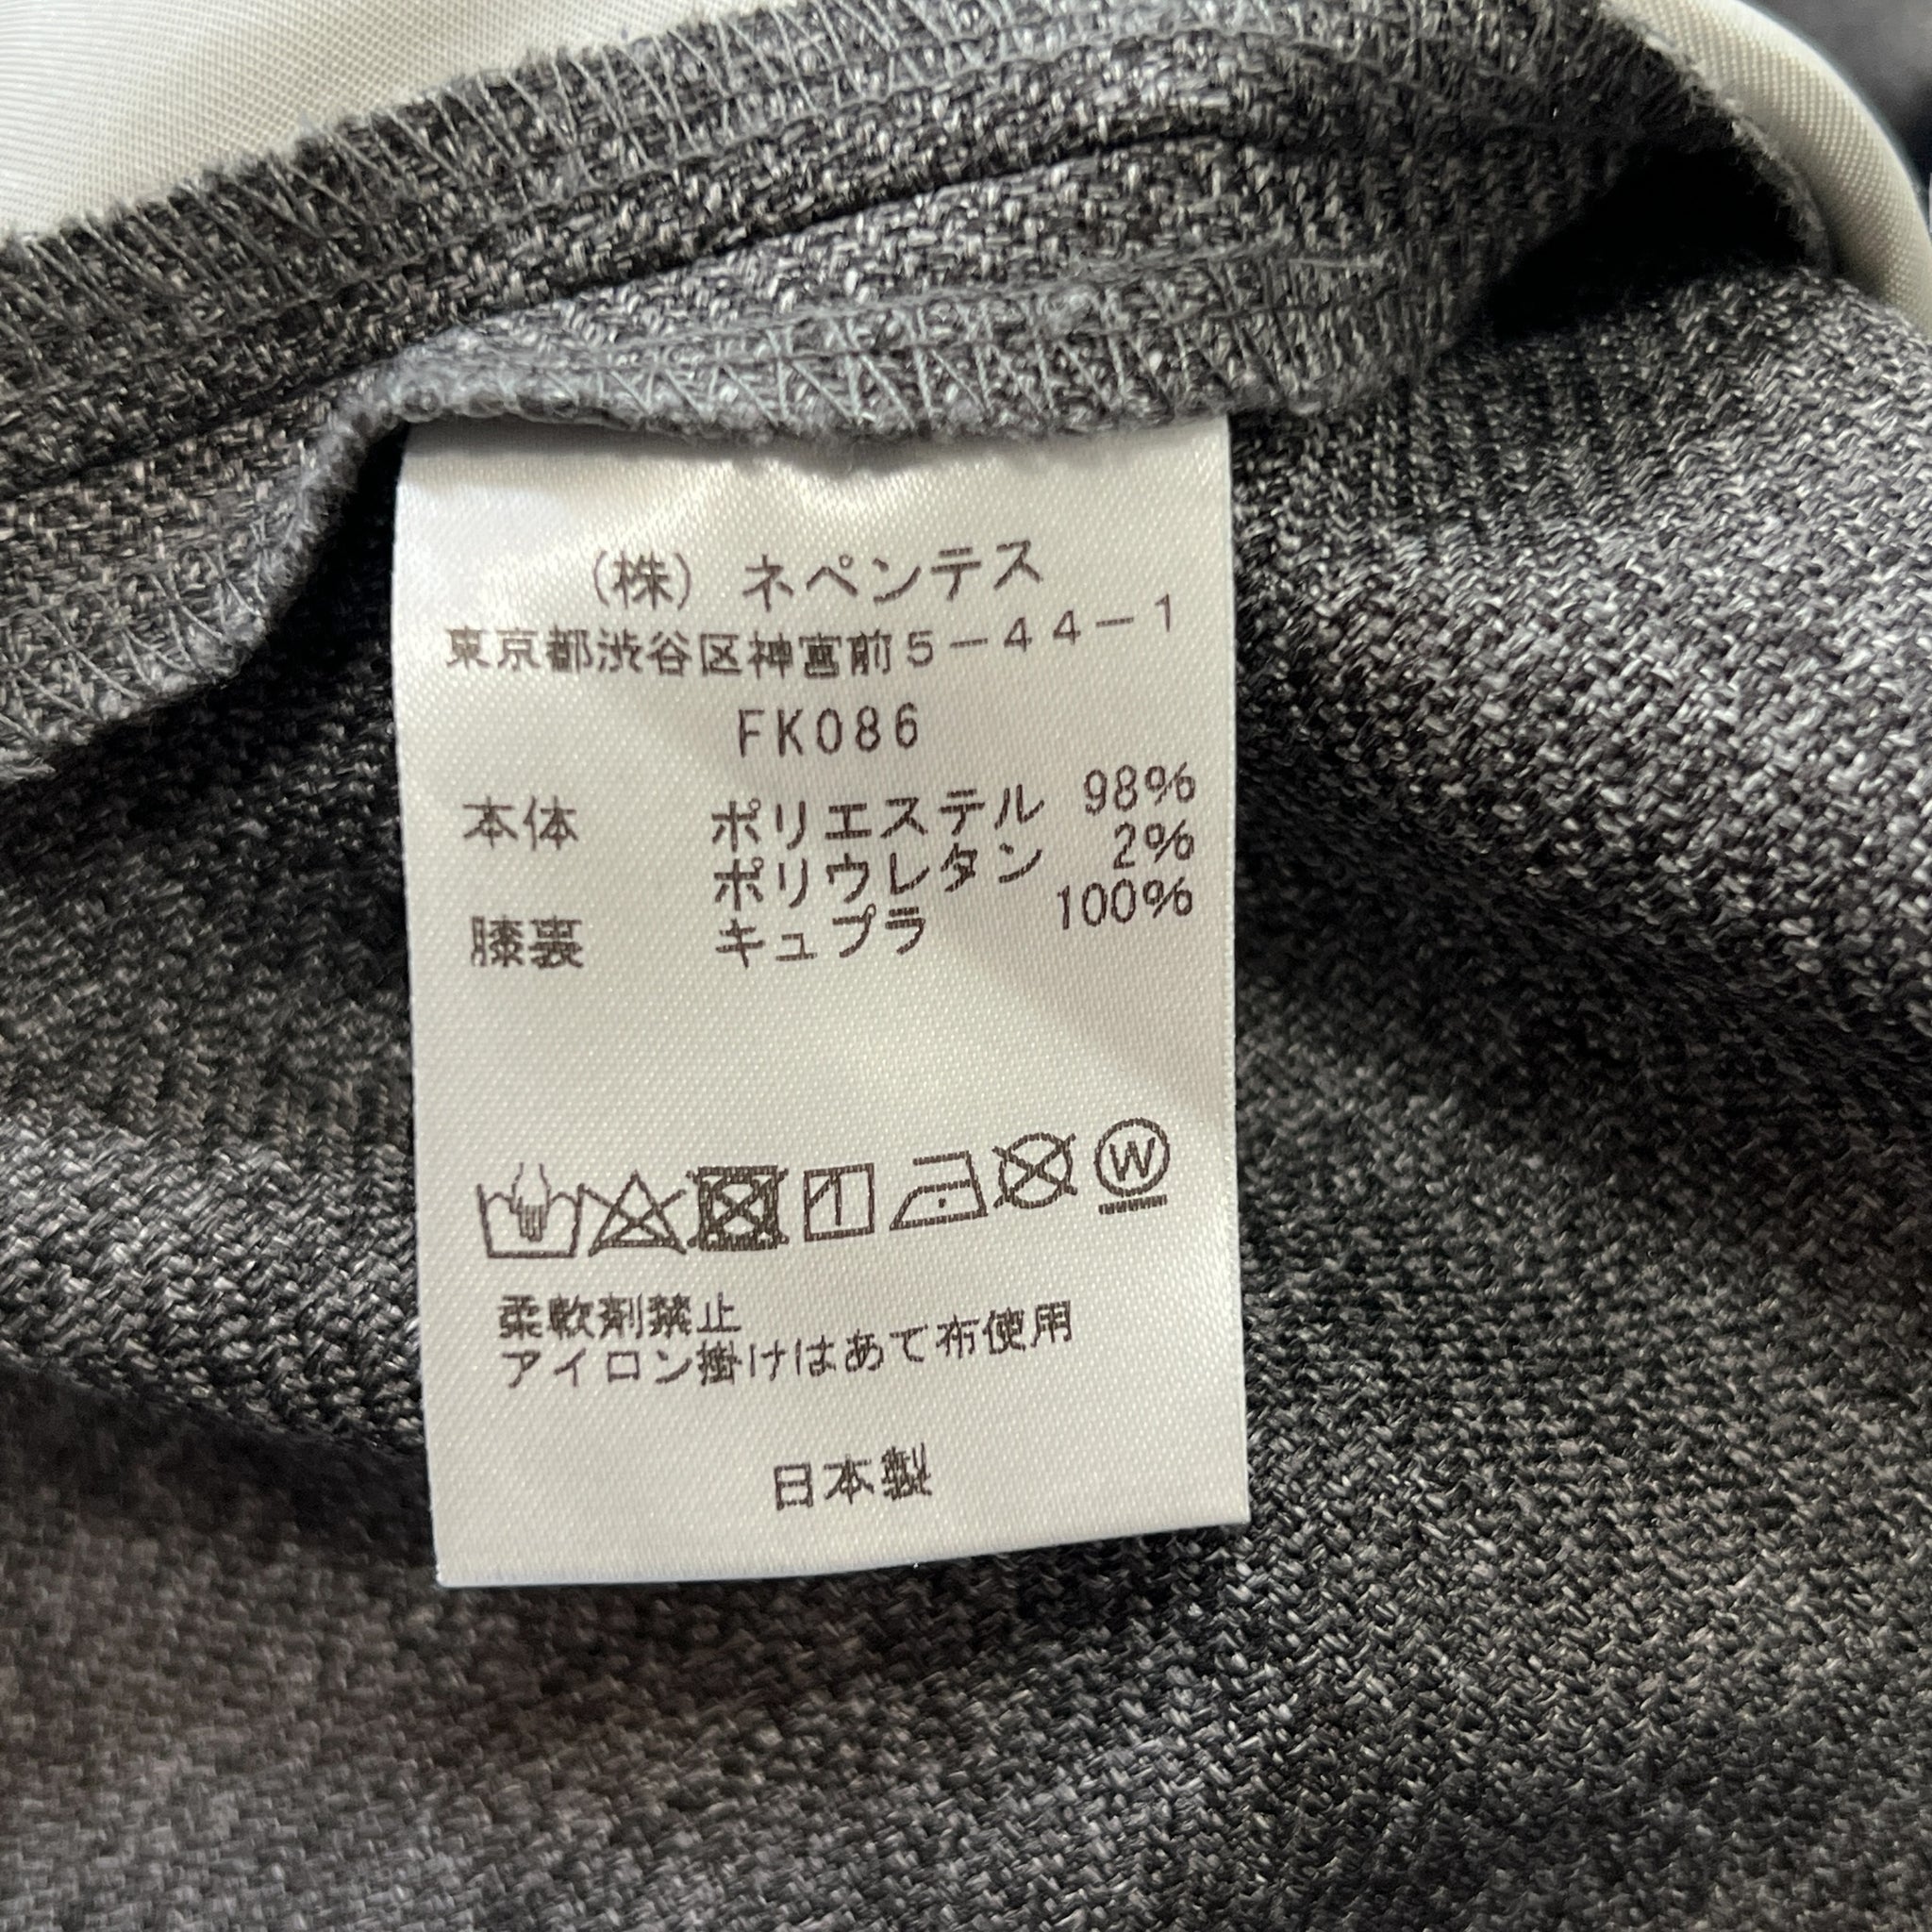 (株) ネペンテス
東京都渋谷区神宮前5-44-1
FK086
本体 ポリエステル 98%
ポリウレタン 2%
膝裏 キュプラ 100%
W
柔軟剤禁止
アイロン掛けはあて布使用
日本製